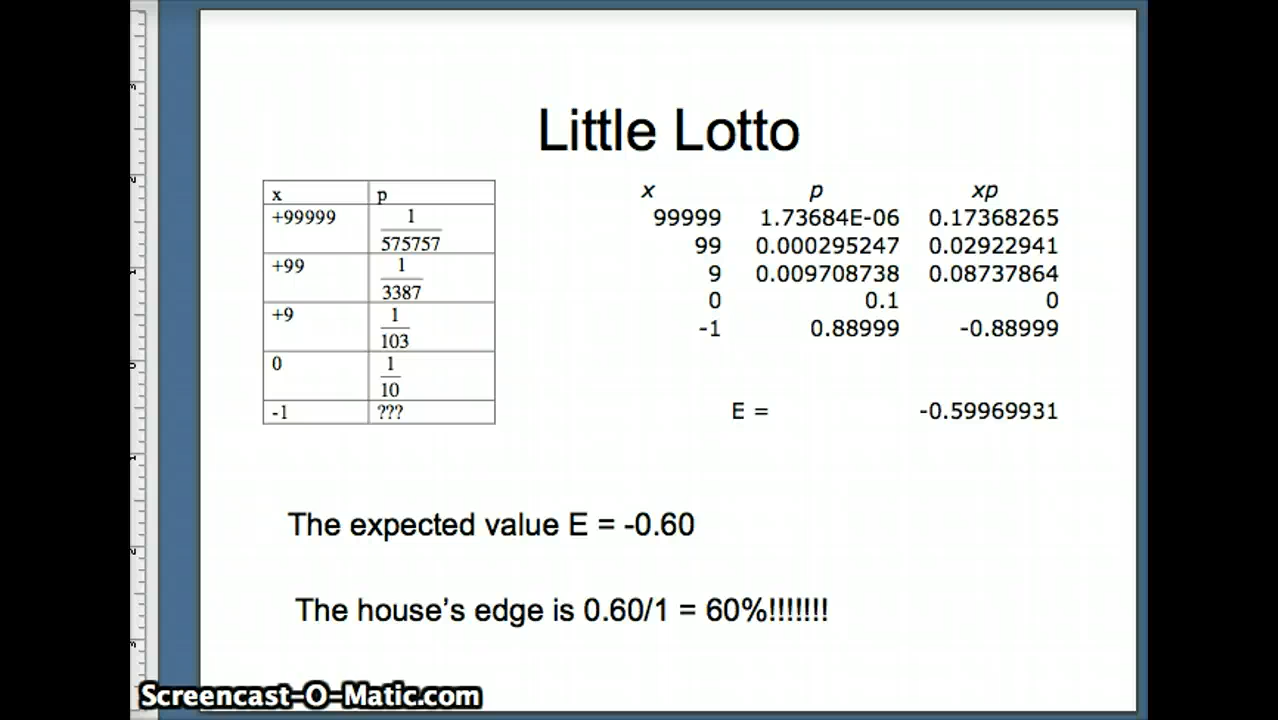 Little Lotto
x p
+99999 1/575757
+99 1/3387
+9 1/103
0 1/10
-1 ???
x p xp
99999 1.73684E-06 0.17368265
99 0.000295247 0.02922941
9 0.009708738 0.08737864
0 0.1 0
-1 0.88999 -0.88999
E = -0.59969931
The expected value E = -0.60
The house's edge is 0.60/1 = 60%!!!!!!!
Screencast-O-Matic.com